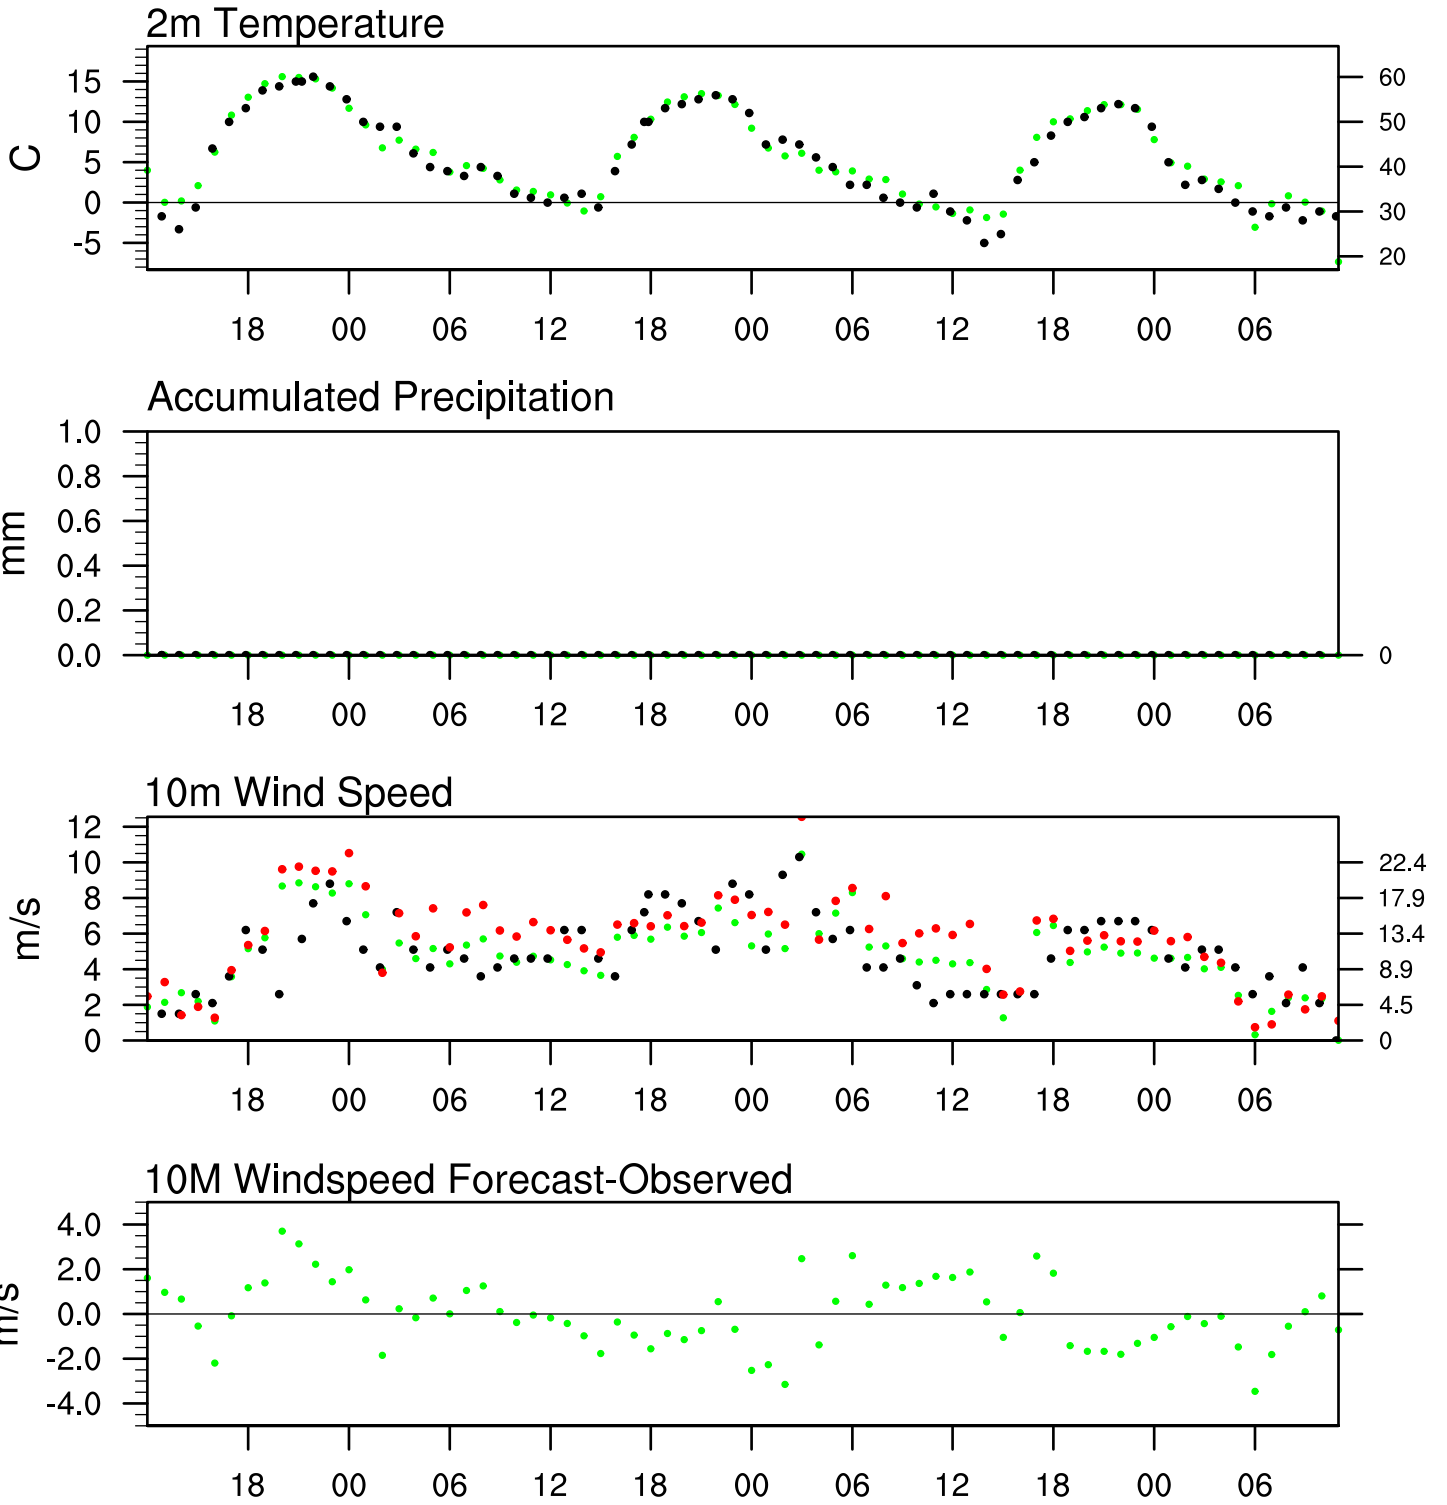 2m Temperature
15
10
5
0
-5
C
60
50
40
30
20
18 00 06 12 18 00 06 12 18 00 06
Accumulated Precipitation
1.0
0.8
0.6
0.4
0.2
0.0
mm
0
18 00 06 12 18 00 06 12 18 00 06
10m Wind Speed
12
10
8
6
4
2
0
m/s
22.4
17.9
13.4
8.9
4.5
0
18 00 06 12 18 00 06 12 18 00 06
10M Windspeed Forecast-Observed
4.0
2.0
0.0
-2.0
-4.0
m/s
18 00 06 12 18 00 06 12 18 00 06